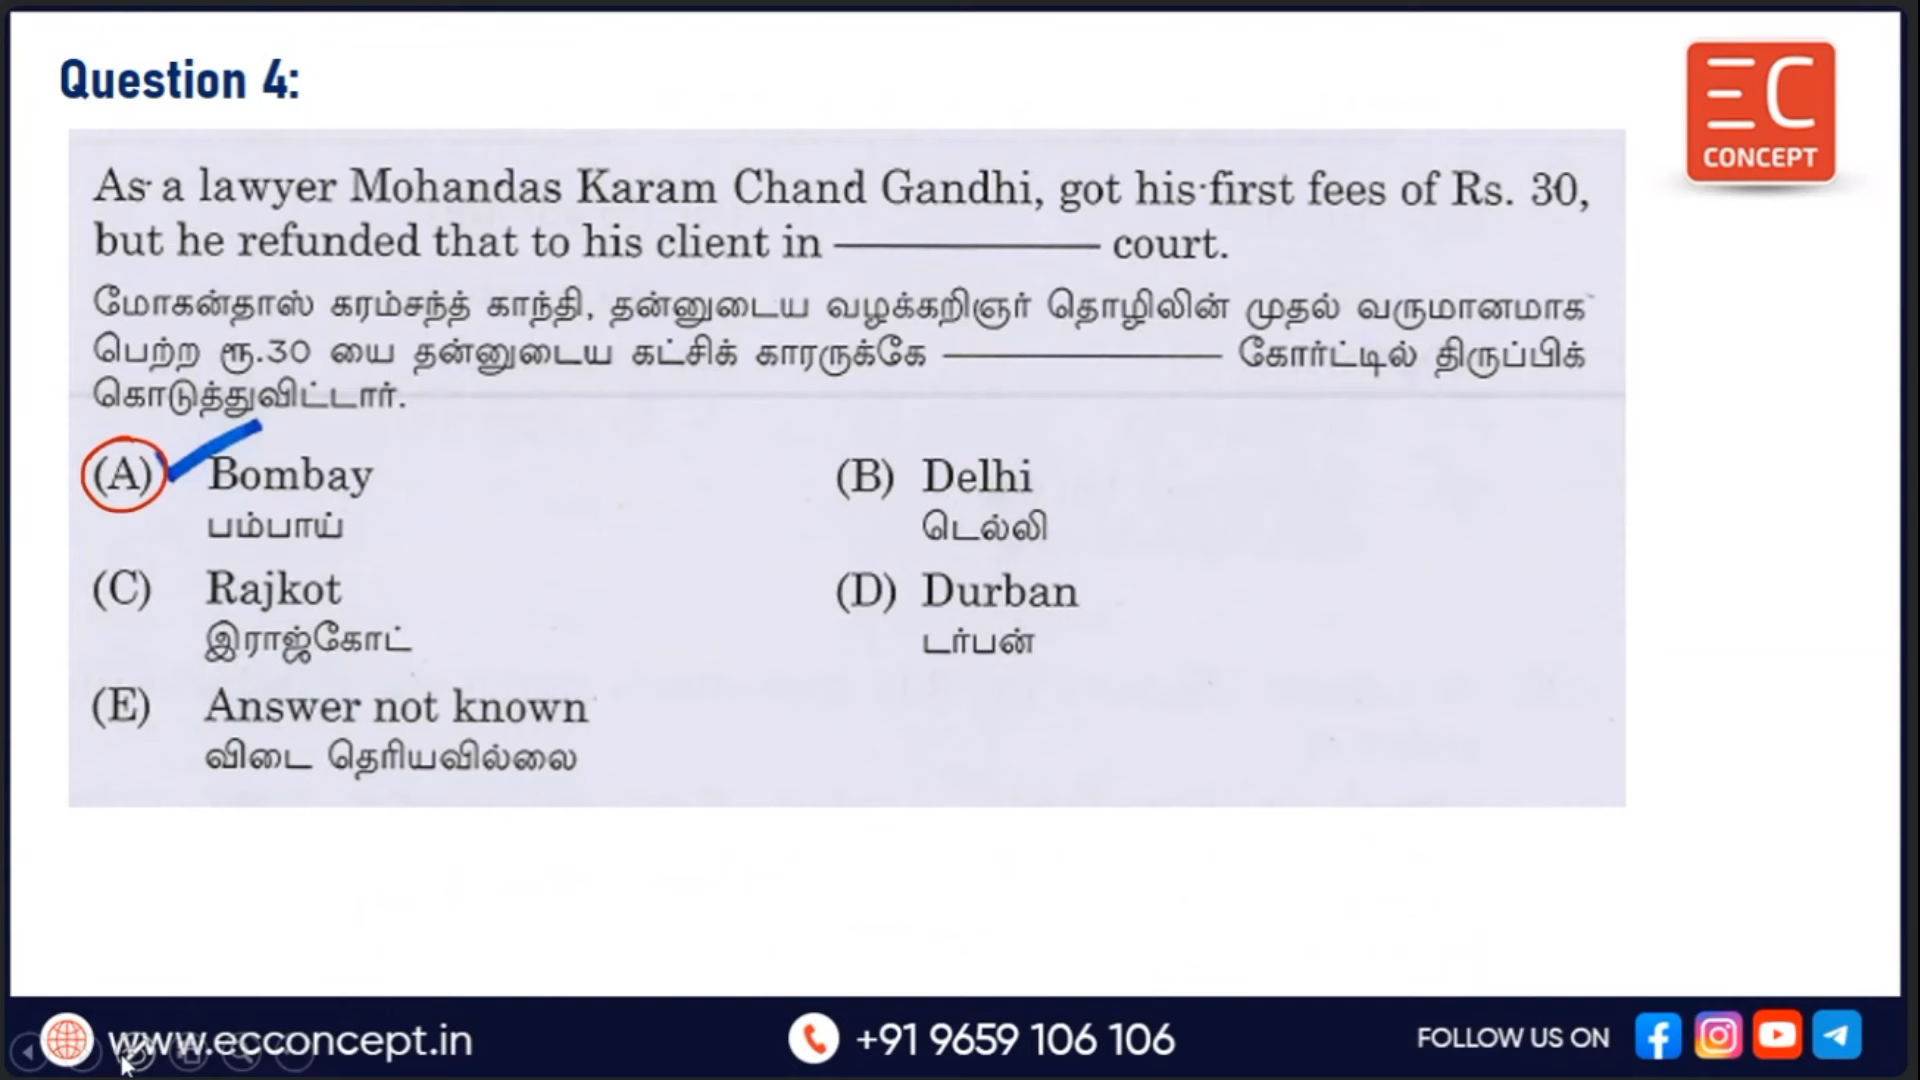 Question 4:
EC
CONCEPT
As a lawyer Mohandas Karam Chand Gandhi, got his first fees of Rs. 30,
but he refunded that to his client in ———— court.
மோகன்தாஸ் கரம்சந்த் காந்தி, தன்னுடைய வழக்கறிஞர் தொழிலின் முதல் வருமானமாக
பெற்ற ரூ.30 யை தன்னுடைய கட்சிக் காரருக்கே ———— கோர்ட்டில் திருப்பிக்
கொடுத்துவிட்டார்.
(A) Bombay
பம்பாய்
(B) Delhi
டெல்லி
(C) Rajkot
இராஜ்கோட்
(D) Durban
டர்பன்
(E) Answer not known
விடை தெரியவில்லை
www.ecconcept.in
+91 9659 106 106
FOLLOW US ON